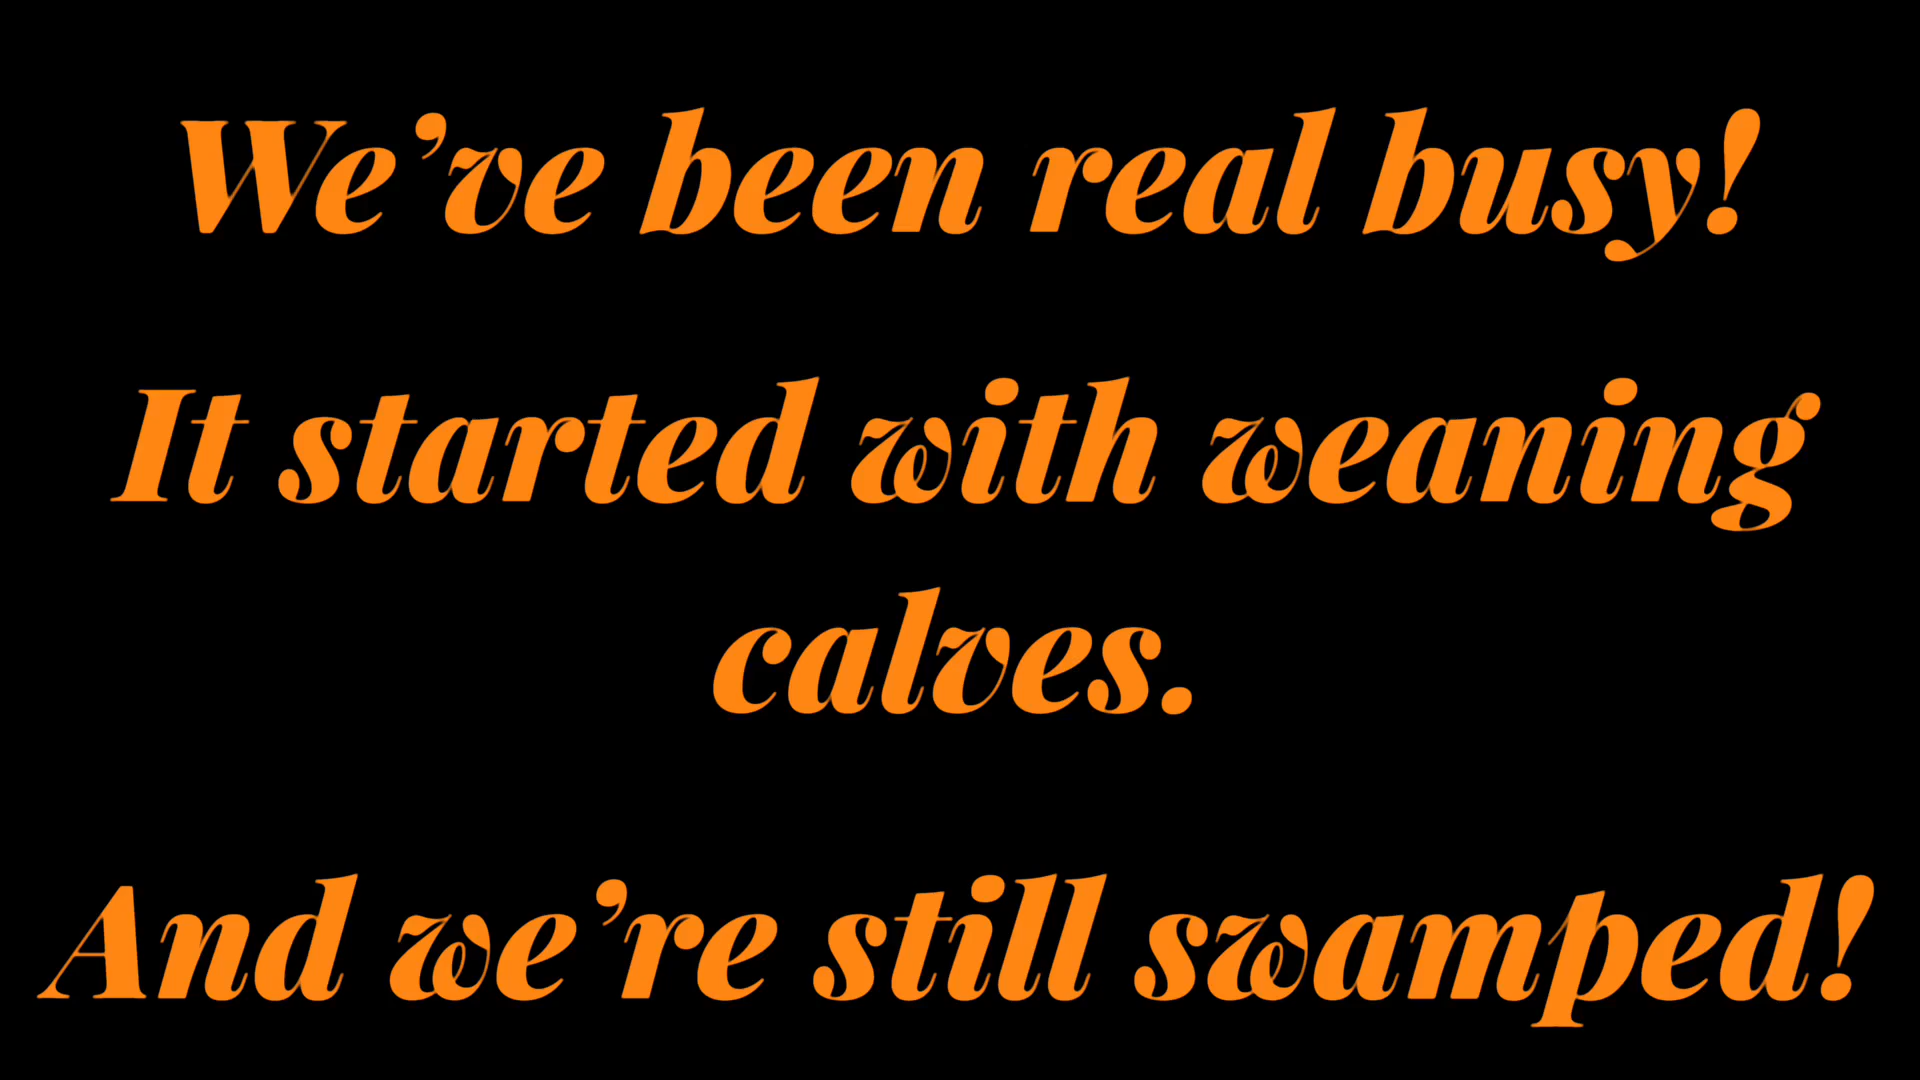 We’ve been real busy!
It started with weaning
calves.
And we’re still swamped!